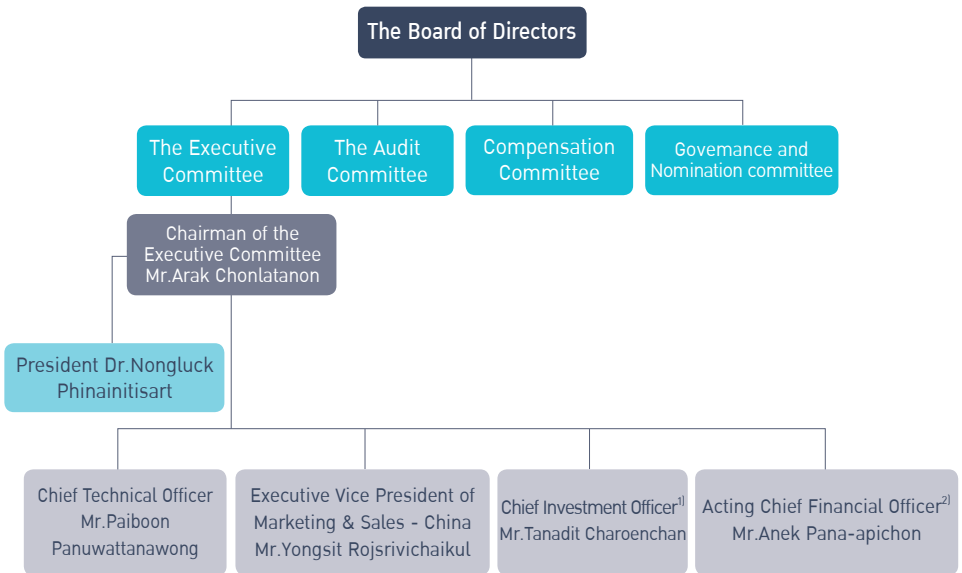 The Board of Directors
The Executive
Committee
The Audit
Committee
Compensation
Committee
Govemance and
Nomination committee
Chairman of the
Executive Committee
Mr.Arak Chonlatanon
President Dr.Nongluck
Phinainitisart
Chief Technical Officer
Mr.Paiboon
Panuwattanawong
Executive Vice President of
Marketing & Sales - China
Mr.Yongsit Rojsrivichaikul
Chief Investment Officer1)
Mr.Tanadit Charoenchan
Acting Chief Financial Officer2)
Mr.Anek Pana-apichon